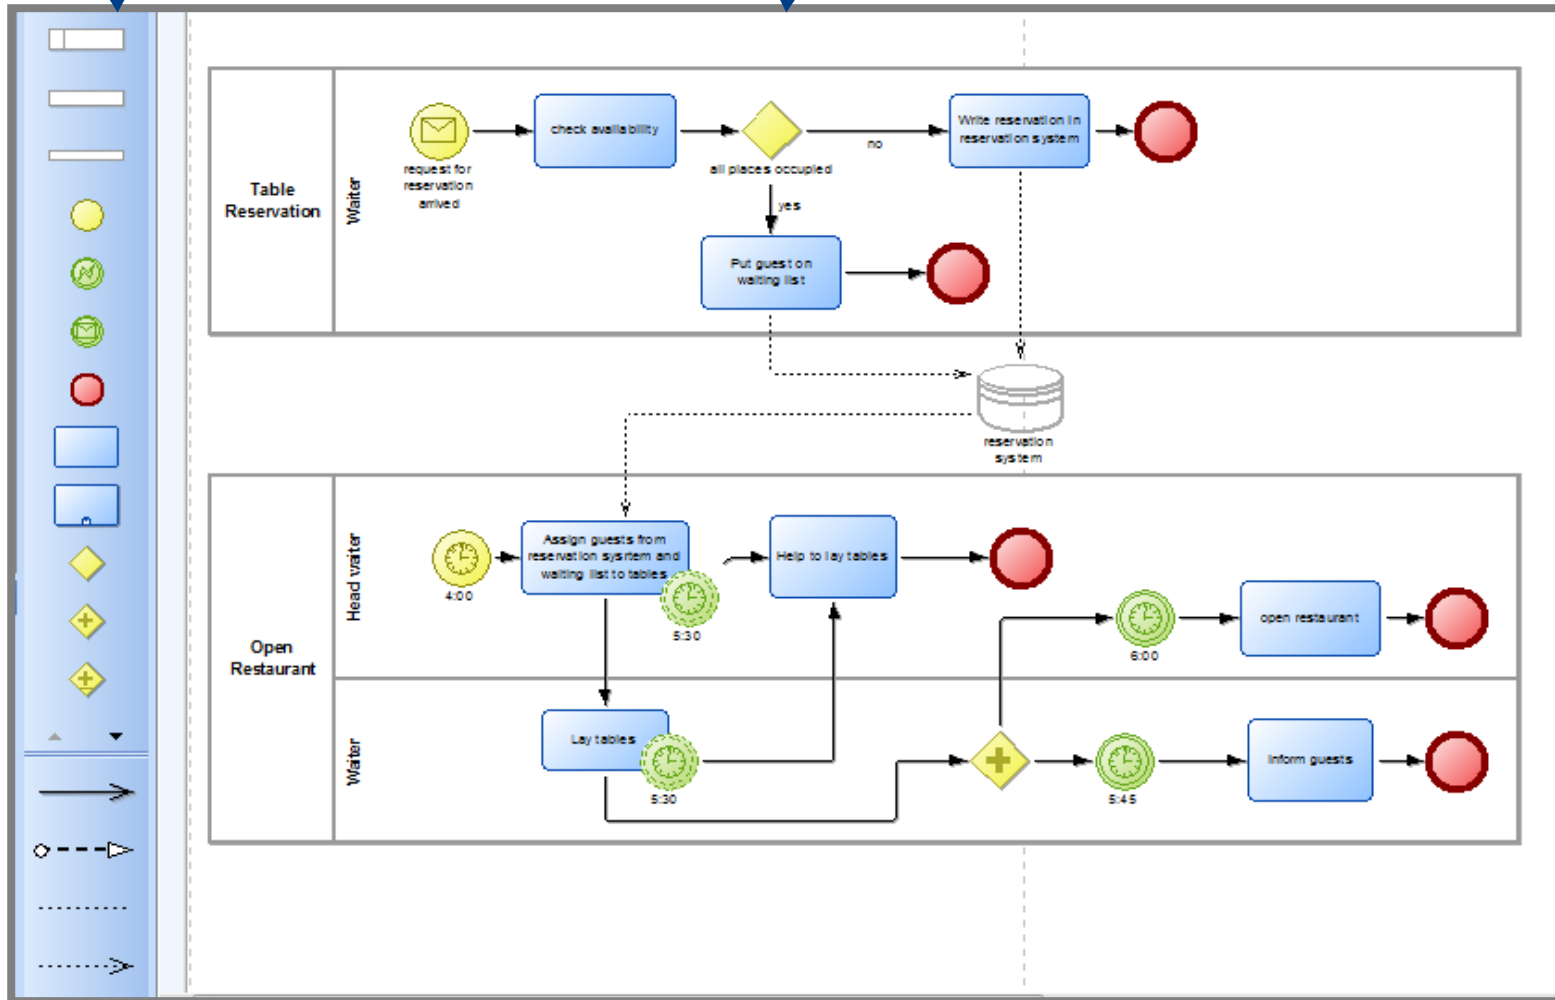 Table
Reservation
Waiter
request for
reservation
arrived
check availability
all places occupied
no
yes
Write reservation in
reservation system
Put guest on
waiting list
reservation
system
Open
Restaurant
Head waiter
4:00
Assign guests from
reservation sysrtem and
waiting list to tables
5:30
Help to lay tables
6:00
open restaurant
Waiter
Lay tables
5:30
5:45
Inform guests